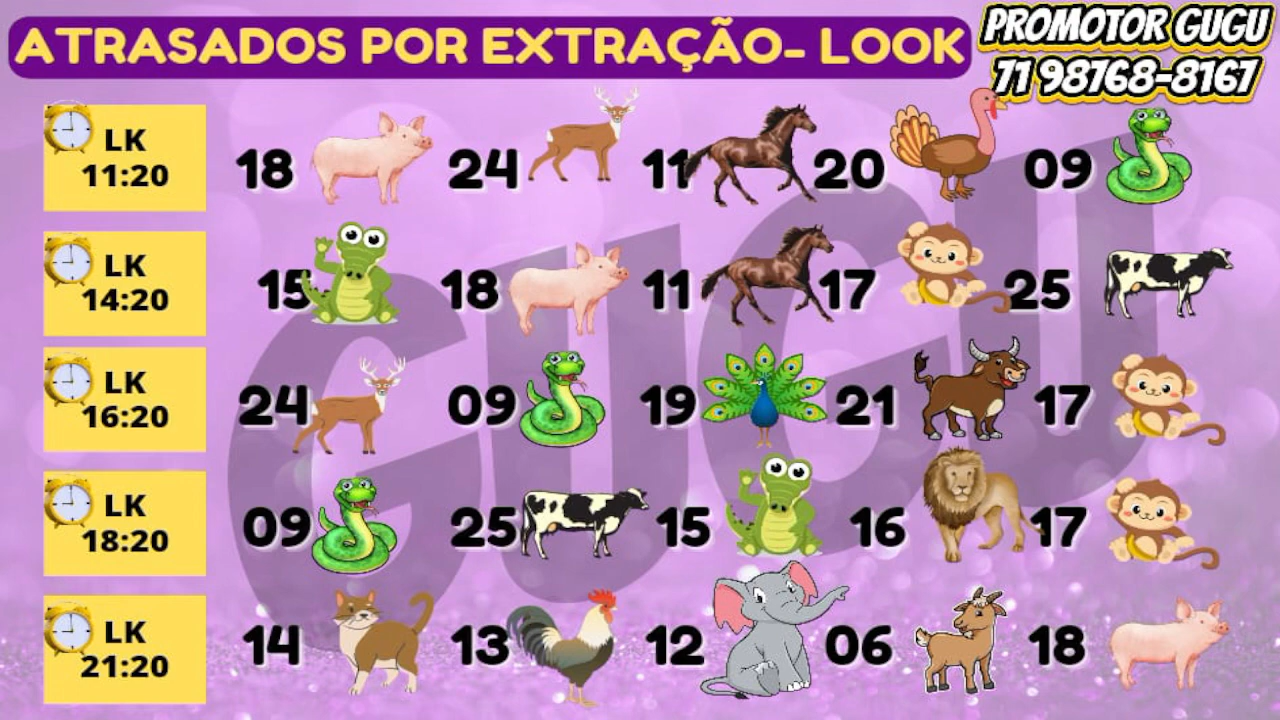 ATRASADOS POR EXTRAÇÃO- LOOK
PROMOTOR GUGU
71 98768-8167
LK
11:20
18 24 11 20 09
LK
14:20
15 18 11 17 25
LK
16:20
24 09 19 21 17
LK
18:20
09 25 15 16 17
LK
21:20
14 13 12 06 18
GUGU